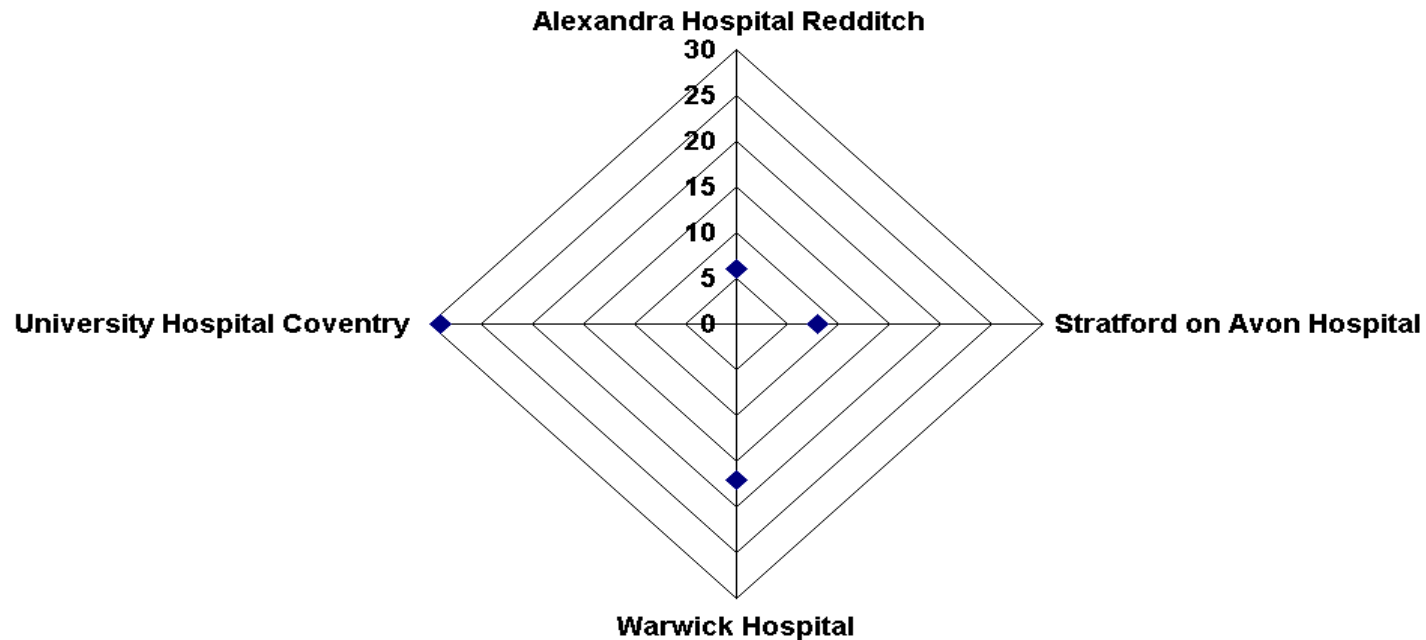 Alexandra Hospital Redditch
30
25
20
15
10
5
0
University Hospital Coventry
Stratford on Avon Hospital
Warwick Hospital